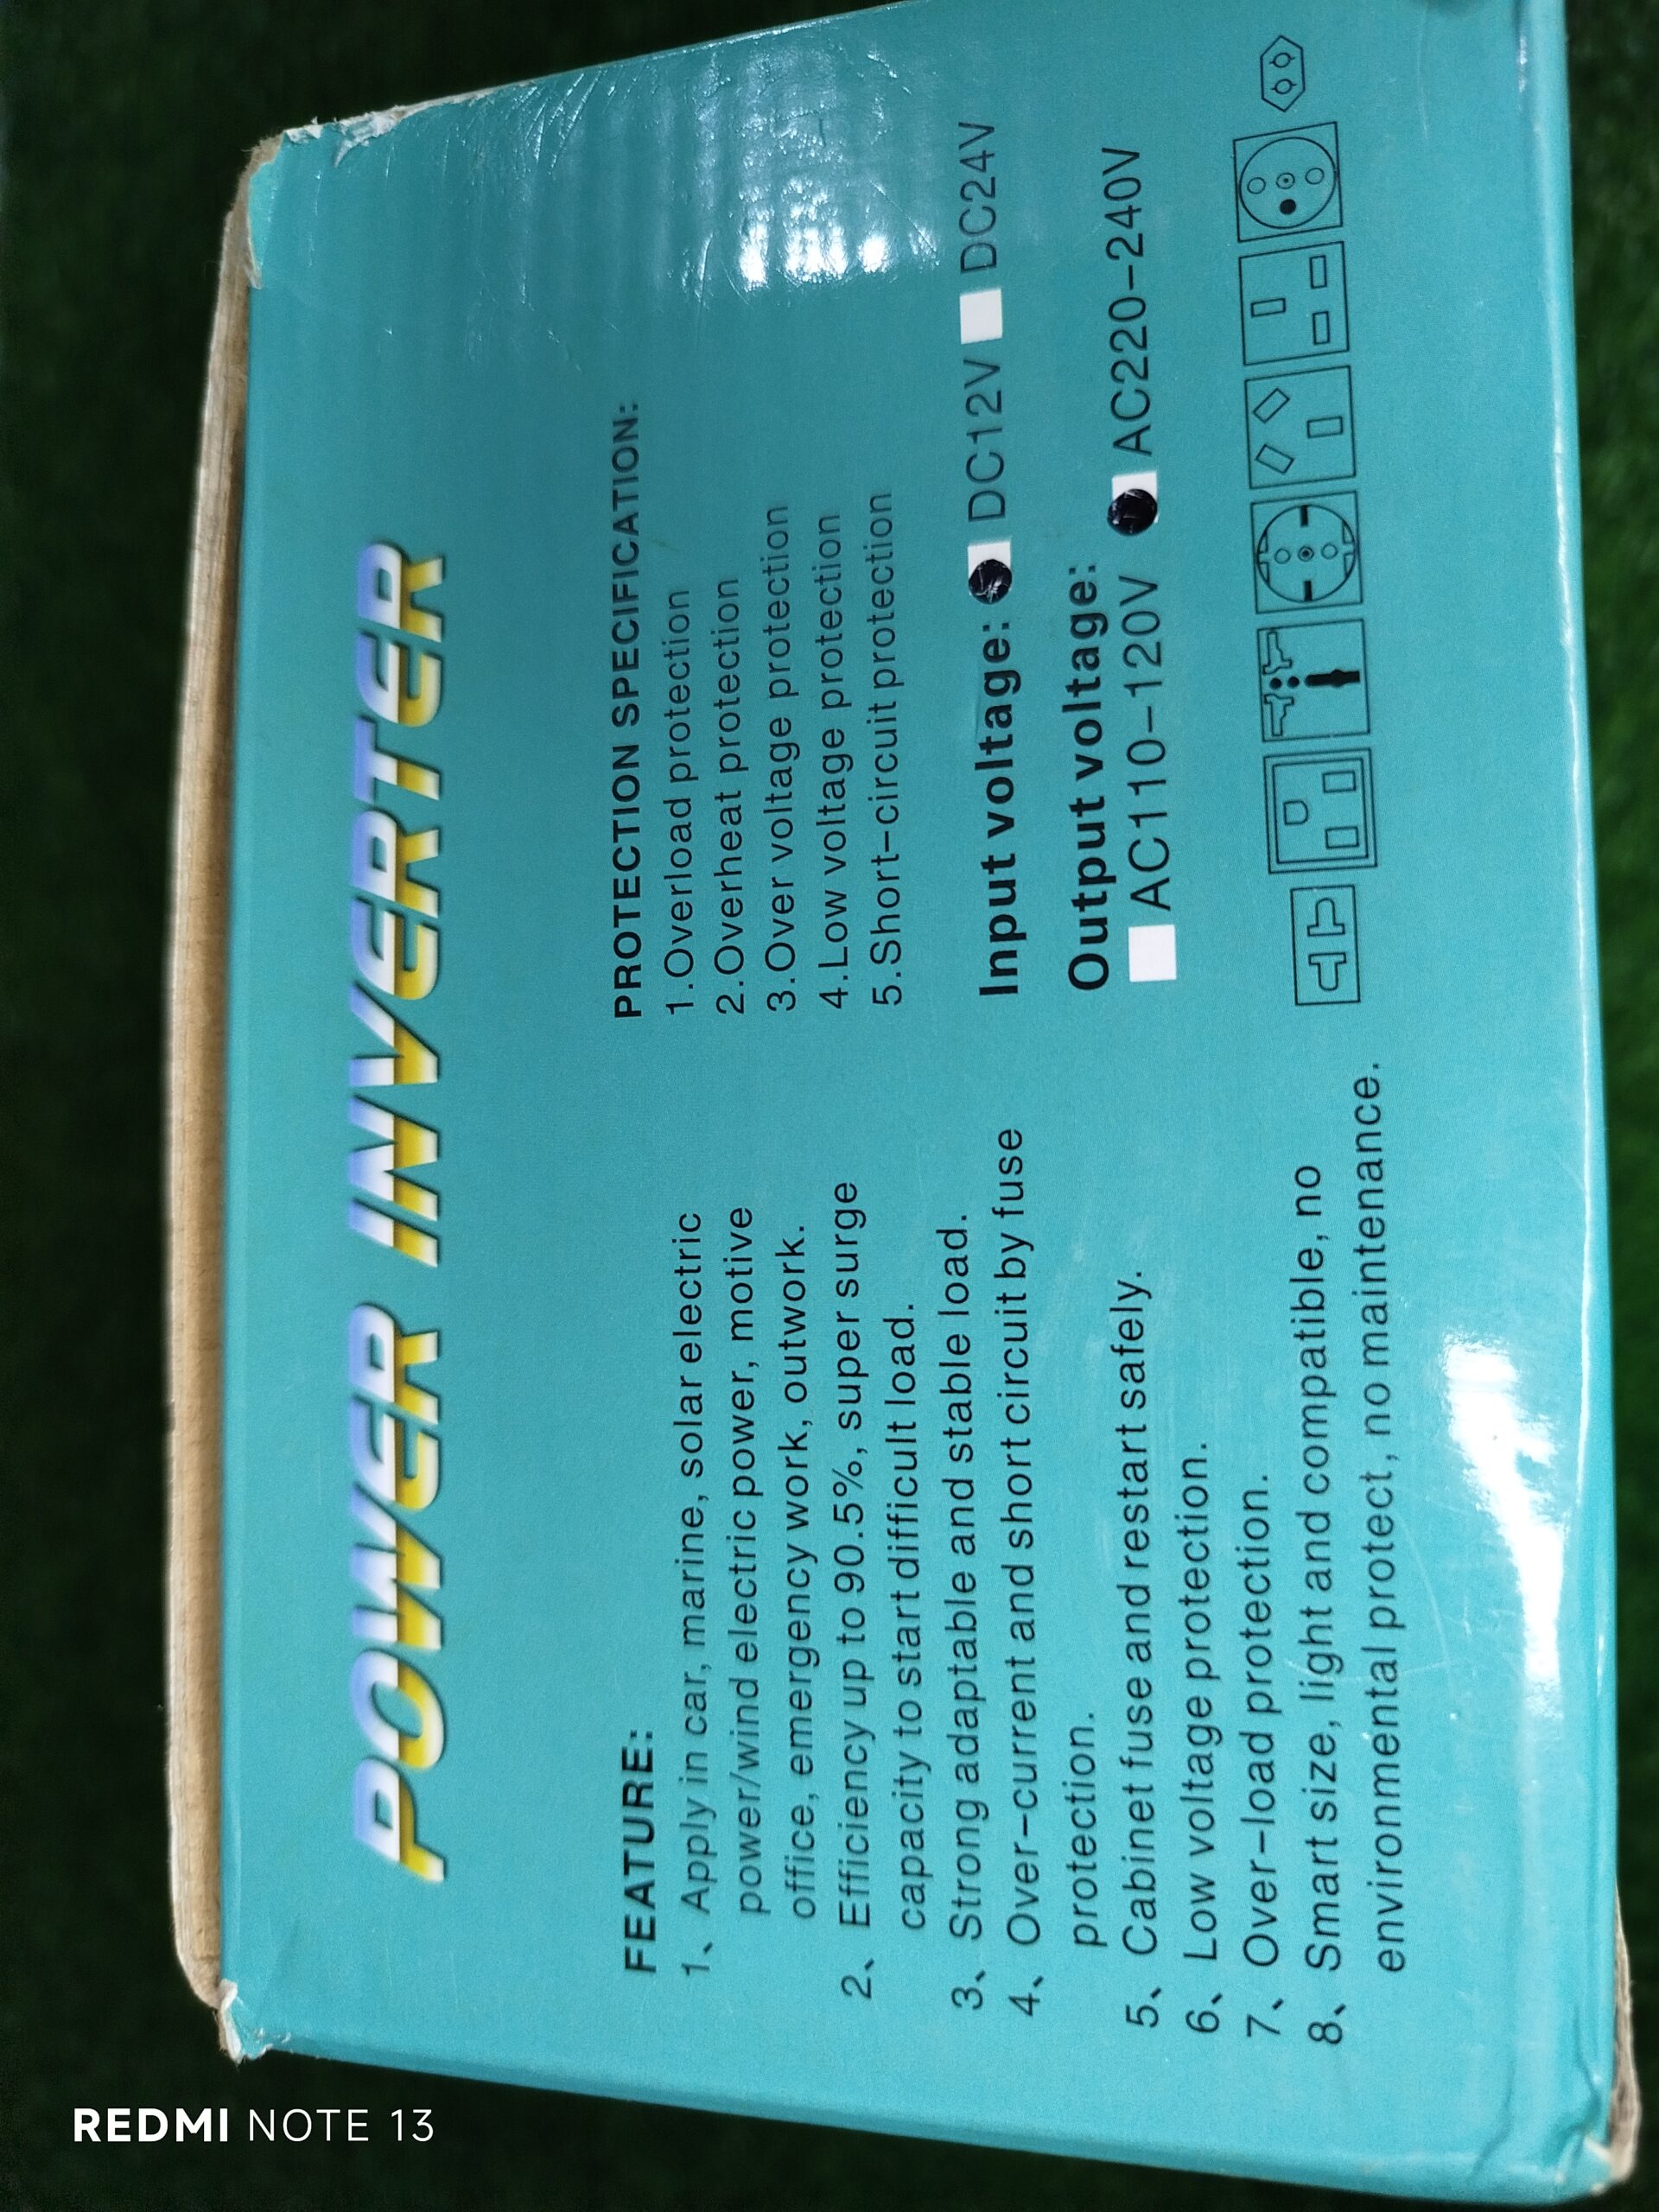 POWER INVERTER
FEATURE:
1、Apply in car, marine, solar electric
power/wind electric power, motive
office, emergency work, outwork.
2、Efficiency up to 90.5%, super surge
capacity to start difficult load.
3、Strong adaptable and stable load.
4、Over-current and short circuit by fuse
protection.
5、Cabinet fuse and restart safely.
6、Low voltage protection.
7、Over-load protection.
8、Smart size, light and compatible, no
environmental protect, no maintenance.
PROTECTION SPECIFICATION:
1.Overload protection
2.Overheat protection
3.Over voltage protection
4.Low voltage protection
5.Short-circuit protection
Input voltage: DC12V DC24V
Output voltage:
AC110-120V AC220-240V
REDMI NOTE 13